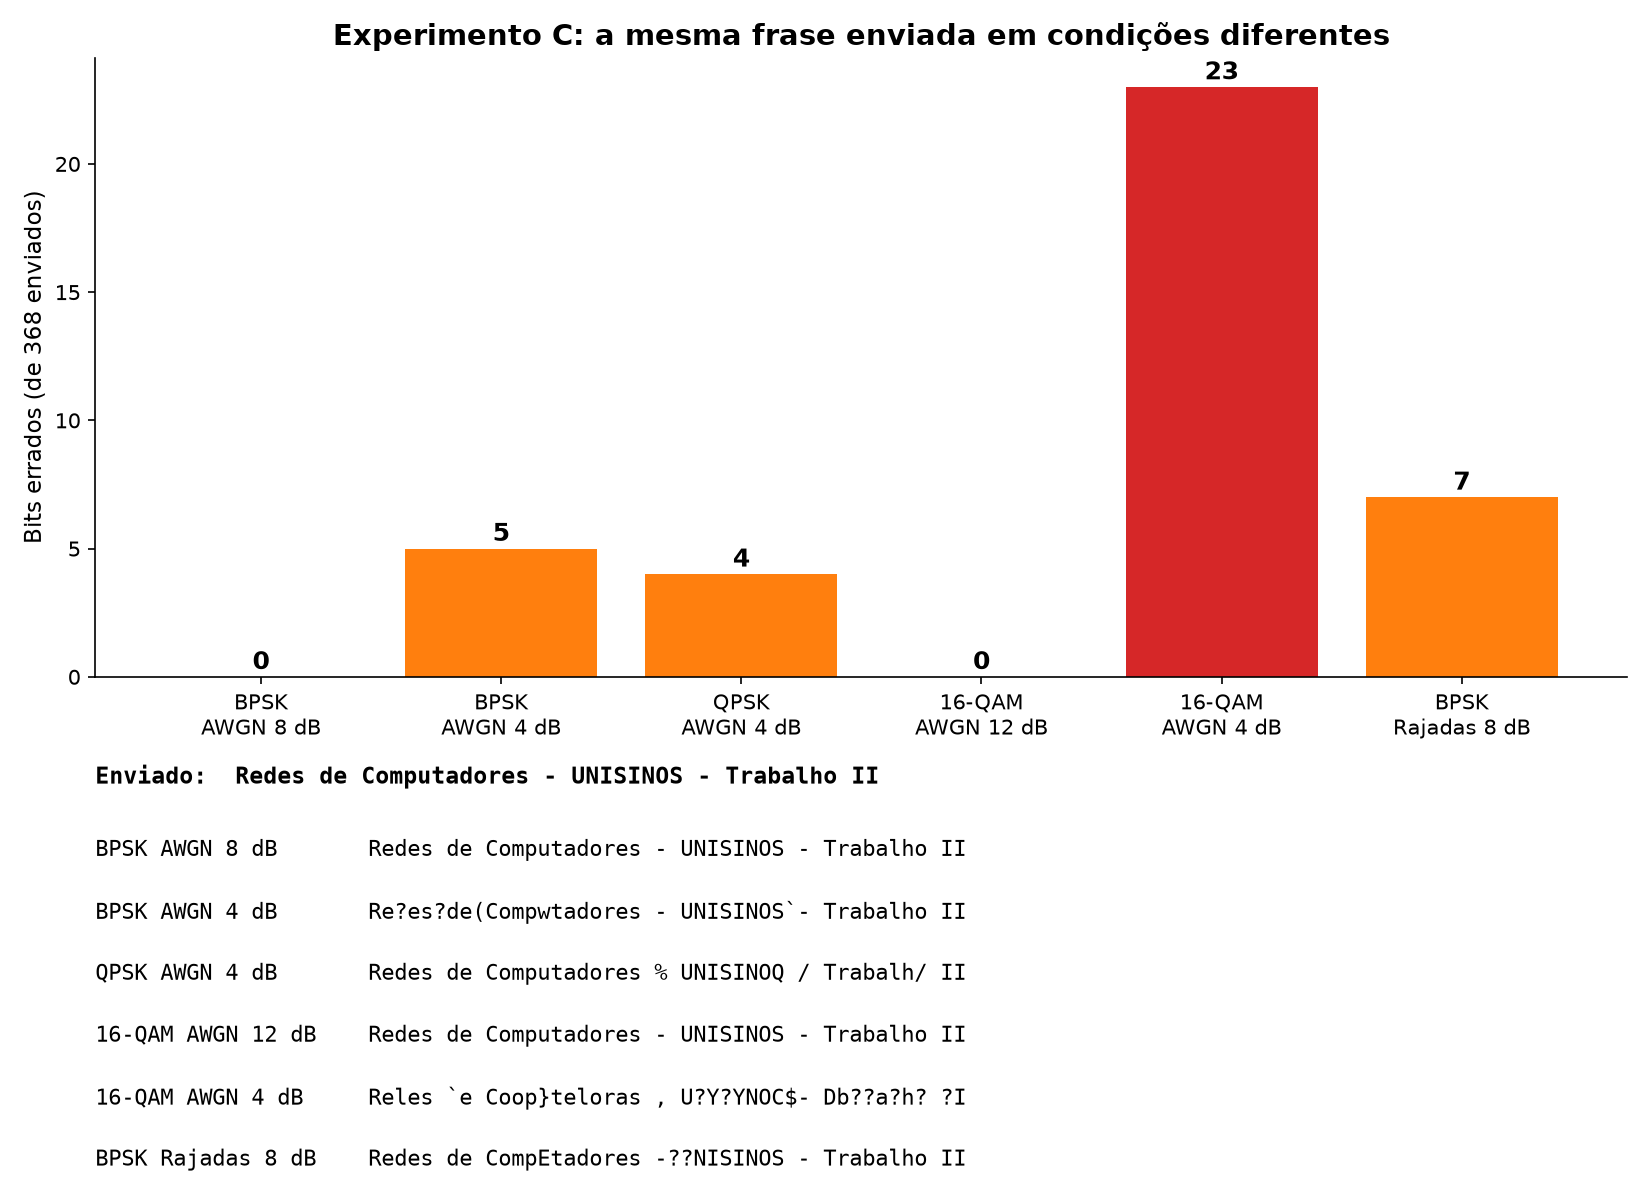 Experimento C: a mesma frase enviada em condições diferentes
Bits errados (de 368 enviados)
20
15
10
5
0
0
5
4
0
23
7
BPSK
AWGN 8 dB
BPSK
AWGN 4 dB
QPSK
AWGN 4 dB
16-QAM
AWGN 12 dB
16-QAM
AWGN 4 dB
BPSK
Rajadas 8 dB
Enviado:  Redes de Computadores - UNISINOS - Trabalho II
BPSK AWGN 8 dB       Redes de Computadores - UNISINOS - Trabalho II
BPSK AWGN 4 dB       Re?es?de(Compwtadores - UNISINOS`- Trabalho II
QPSK AWGN 4 dB       Redes de Computadores % UNISINOQ / Trabalh/ II
16-QAM AWGN 12 dB    Redes de Computadores - UNISINOS - Trabalho II
16-QAM AWGN 4 dB     Reles `e Coop}teloras , U?Y?YNOC$- Db??a?h? ?I
BPSK Rajadas 8 dB    Redes de CompEtadores -??NISINOS - Trabalho II